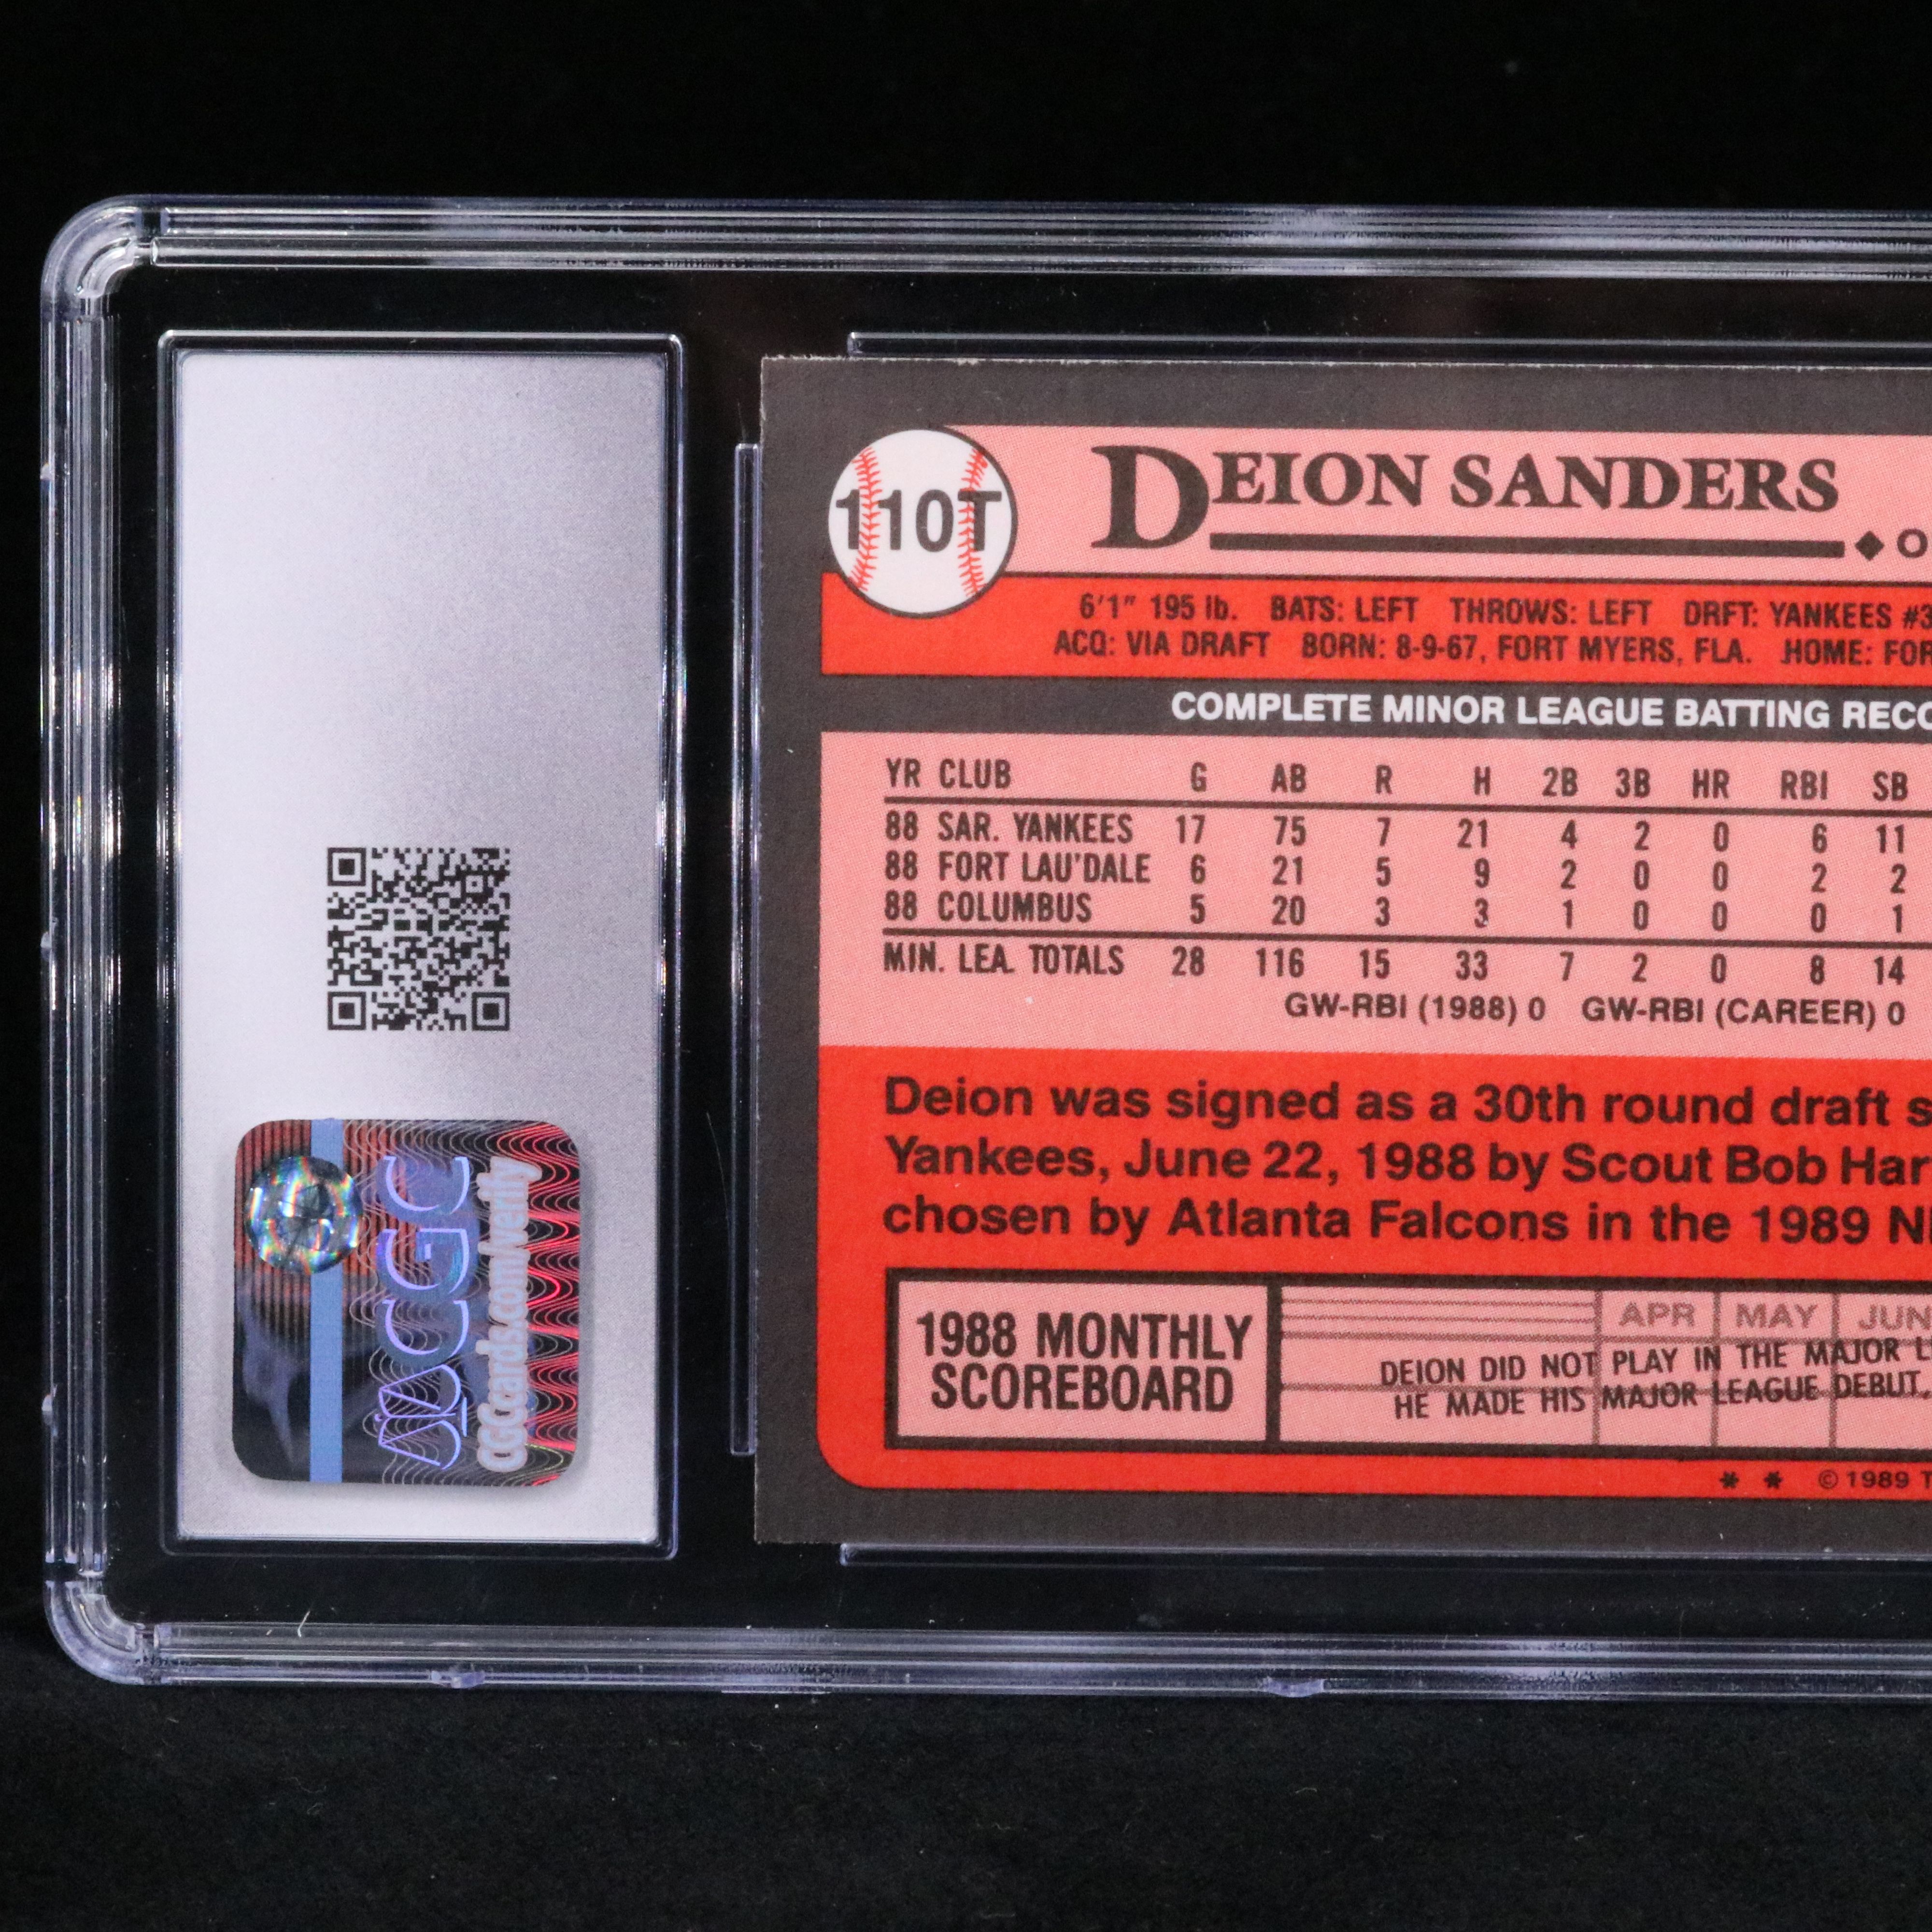 110T
DEION SANDERS
◆ O
6'1" 195 lb. BATS: LEFT THROWS: LEFT DRFT: YANKEES #3
ACQ: VIA DRAFT BORN: 8-9-67, FORT MYERS, FLA. HOME: FOR
COMPLETE MINOR LEAGUE BATTING RECO
YR CLUB G AB R H 2B 3B HR RBI SB
88 SAR. YANKEES 17 75 7 21 4 2 0 6 11
88 FORT LAU'DALE 6 21 5 9 2 0 0 2 2
88 COLUMBUS 5 20 3 3 1 0 0 0 1
MIN. LEA. TOTALS 28 116 15 33 7 2 0 8 14
GW-RBI (1988) 0 GW-RBI (CAREER) 0
Deion was signed as a 30th round draft s
Yankees, June 22, 1988 by Scout Bob Har
chosen by Atlanta Falcons in the 1989 N
1988 MONTHLY
SCOREBOARD
APR MAY JUN
DEION DID NOT PLAY IN THE MAJOR L
HE MADE HIS MAJOR LEAGUE DEBUT,
* * © 1989 T
CGC
CGCcards.com/verify